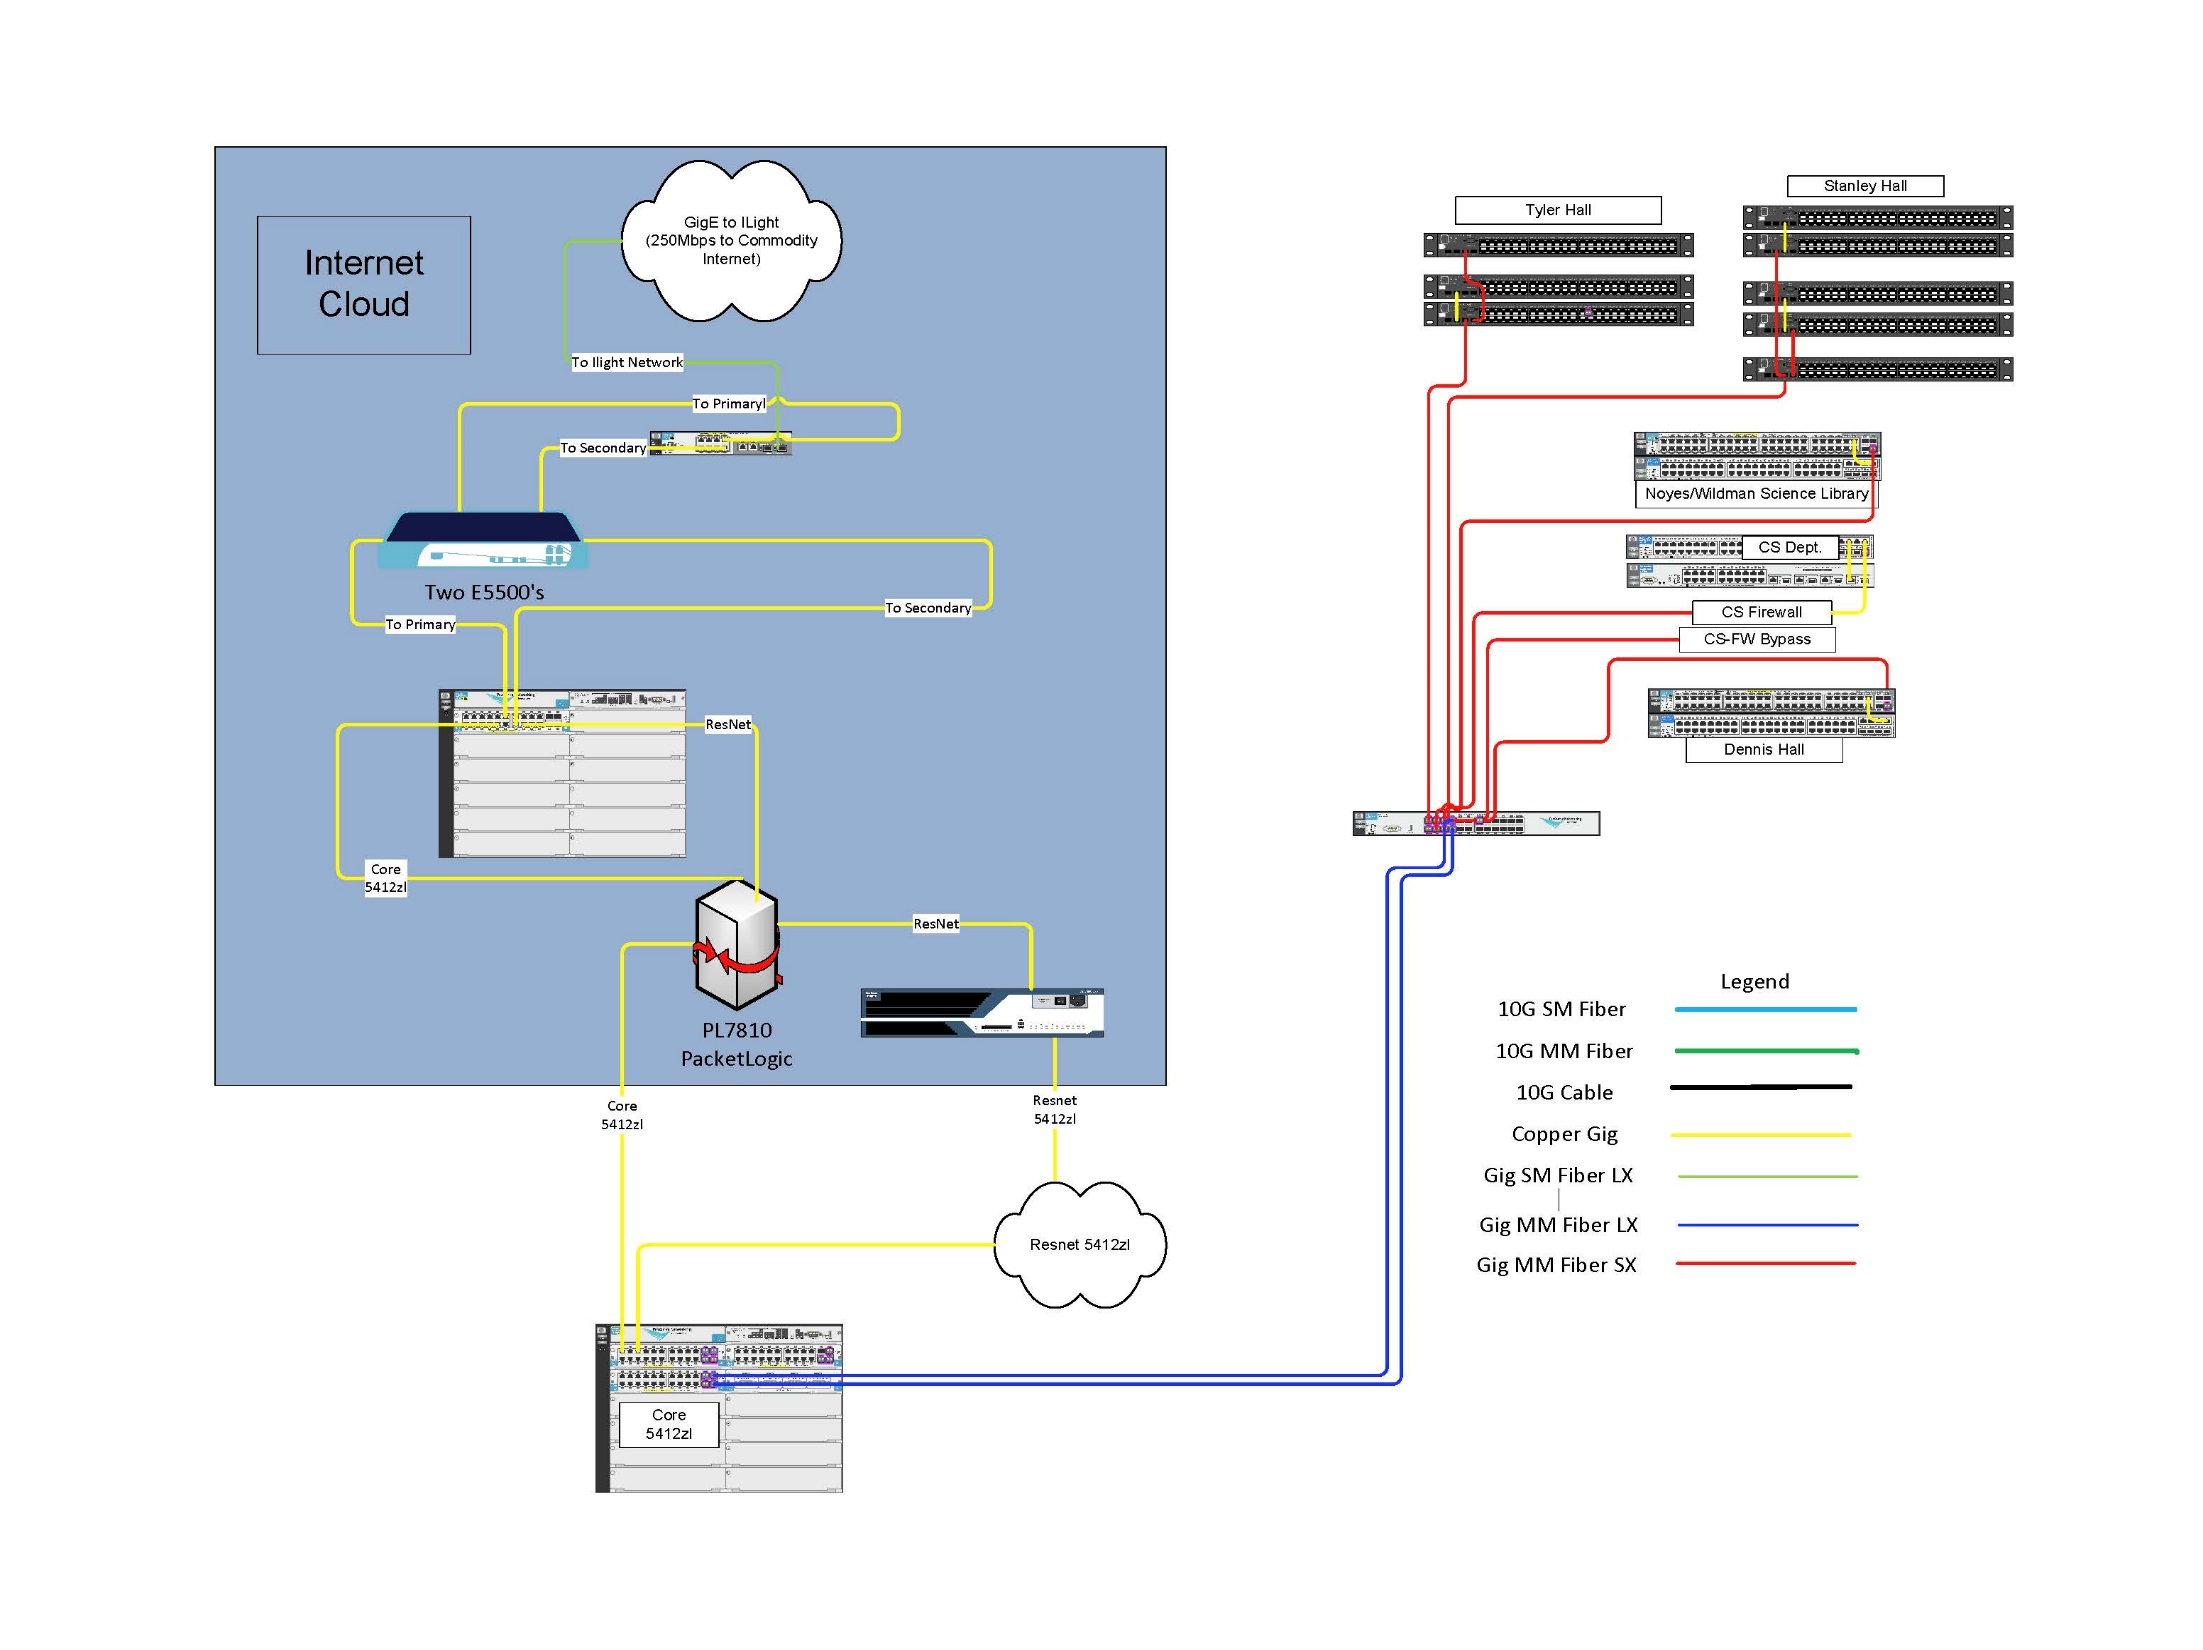 Internet
Cloud
GigE to ILight
(250Mbps to Commodity
Internet)
To Ilight Network
To Primaryl
To Secondary
Two E5500's
To Primary
To Secondary
ResNet
Core
5412zl
ResNet
PL7810
PacketLogic
Core
5412zl
Resnet
5412zl
Resnet 5412zl
Core
5412zl
Tyler Hall
Stanley Hall
Noyes/Wildman Science Library
CS Dept.
CS Firewall
CS-FW Bypass
Dennis Hall
Legend
10G SM Fiber
10G MM Fiber
10G Cable
Copper Gig
Gig SM Fiber LX
Gig MM Fiber LX
Gig MM Fiber SX